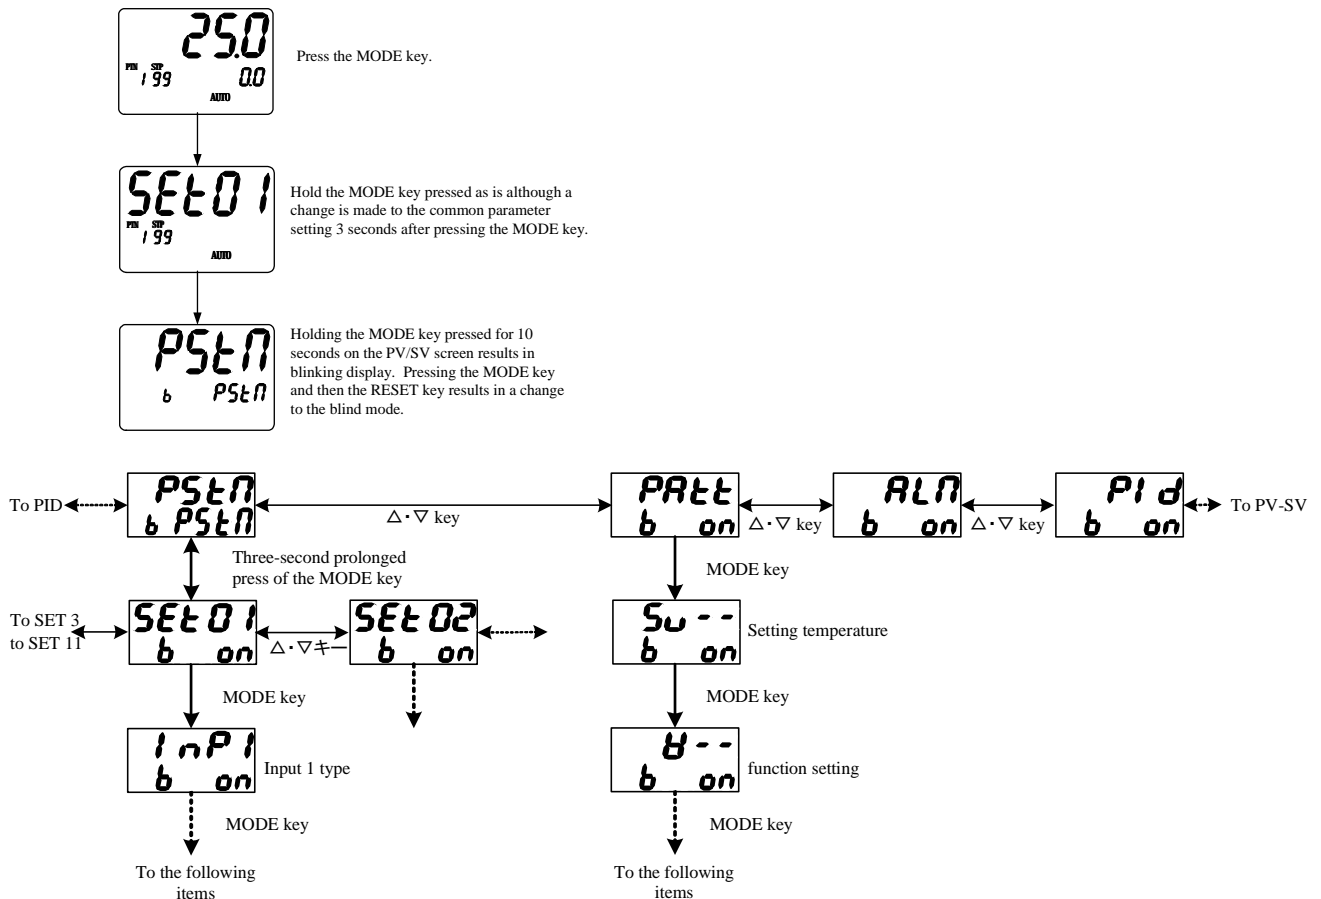 25.0
Press the MODE key.
PTN STP
199 0.0
AUTO
SEt01
Hold the MODE key pressed as is although a
change is made to the common parameter
setting 3 seconds after pressing the MODE key.
PTN STP
199
AUTO
PStM
b PStM
Holding the MODE key pressed for 10
seconds on the PV/SV screen results in
blinking display. Pressing the MODE key
and then the RESET key results in a change
to the blind mode.
To PID
PStM
b PStM
△・▽ key
PAtt
b on
△・▽ key
ALM
b on
△・▽ key
PId
b on
To PV-SV
Three-second prolonged
press of the MODE key
MODE key
To SET 3
to SET 11
SEt01
b on
△・▽キー
SEt02
b on
Sv--
b on
Setting temperature
MODE key
MODE key
InP1
b on
Input 1 type
--
b on
function setting
MODE key
MODE key
To the following
items
To the following
items